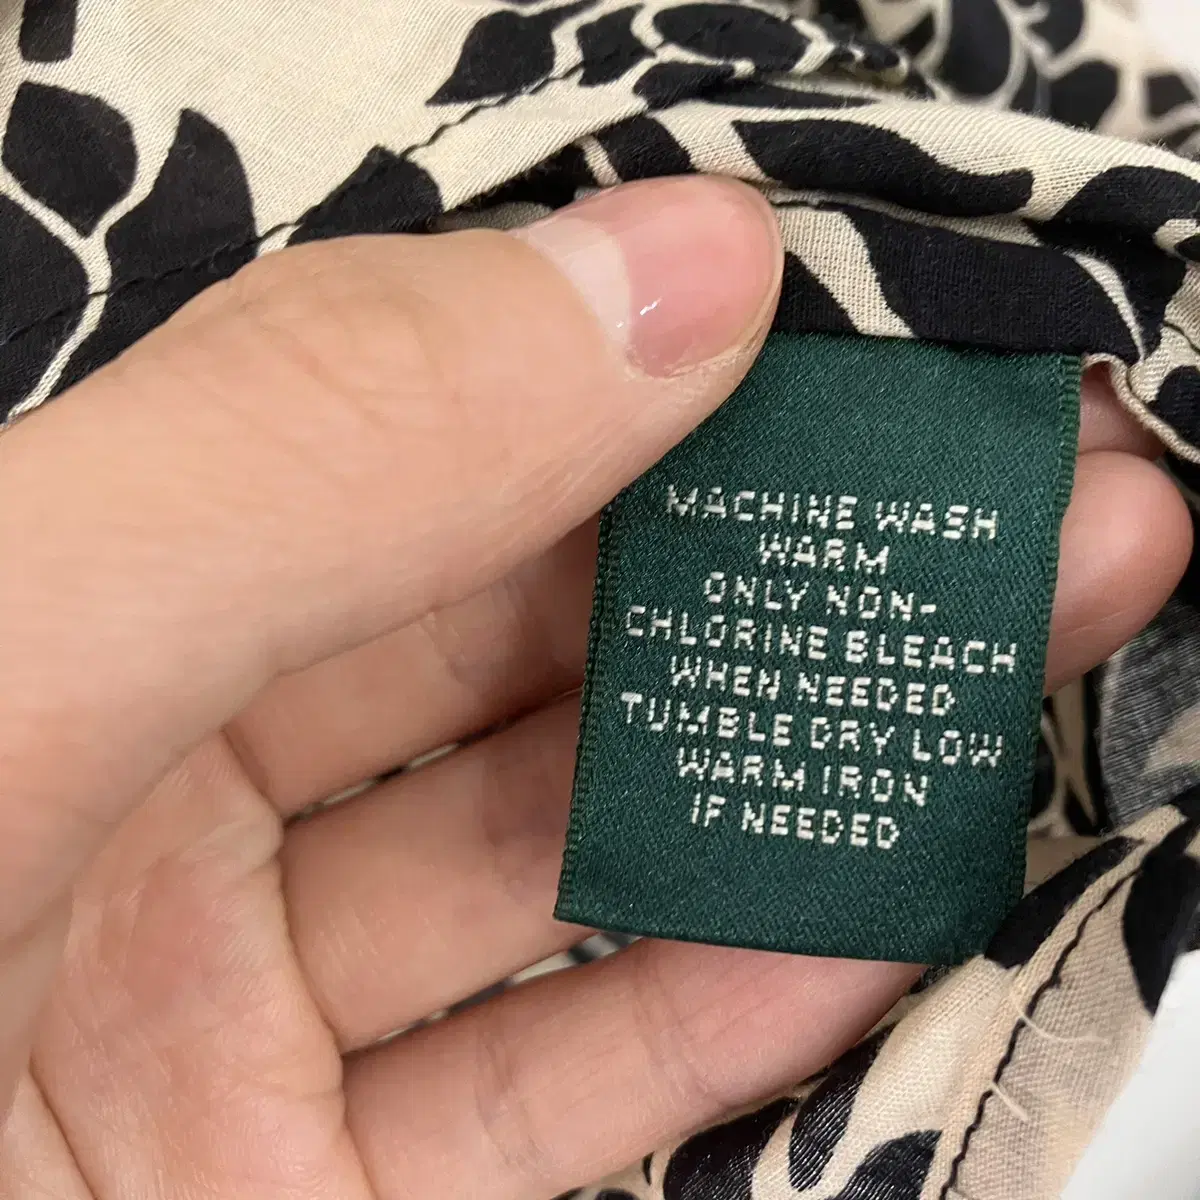 MACHINE WASH
WARM
ONLY NON-
CHLORINE BLEACH
WHEN NEEDED
TUMBLE DRY LOW
WARM IRON
IF NEEDED